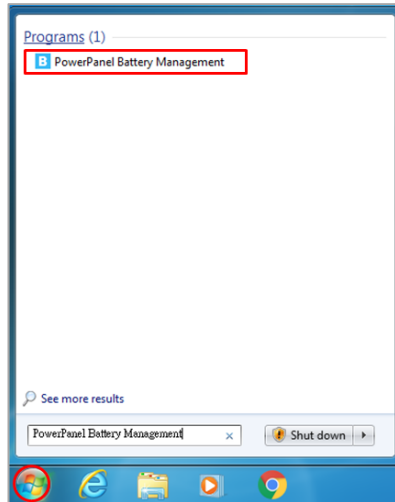 Programs (1)
B PowerPanel Battery Management
See more results
PowerPanel Battery Management
Shut down